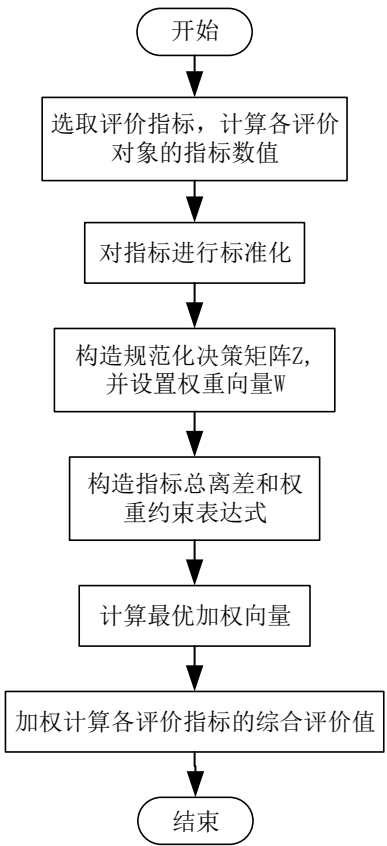 开始
选取评价指标，计算各评价
对象的指标数值
对指标进行标准化
构造规范化决策矩阵Z,
并设置权重向量W
构造指标总离差和权
重约束表达式
计算最优加权向量
加权计算各评价指标的综合评价值
结束